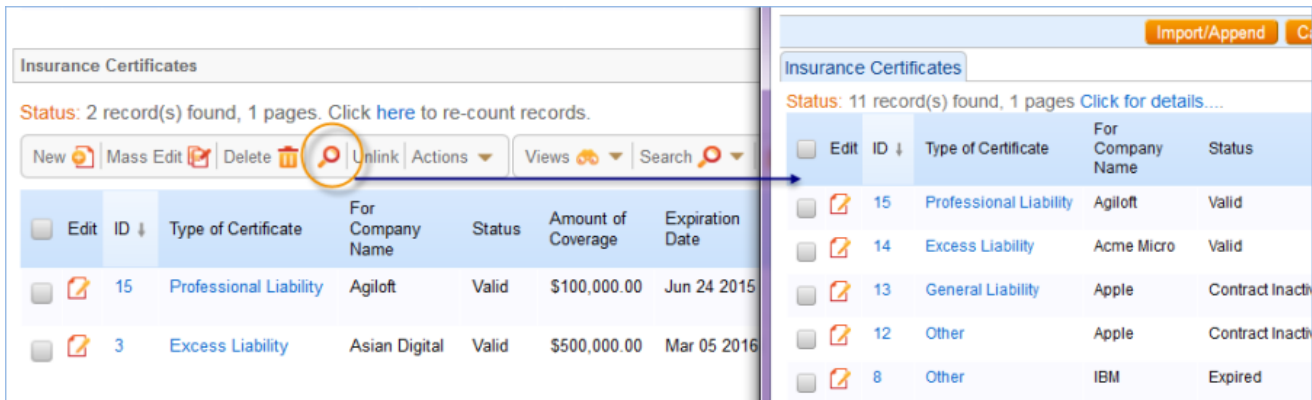 Insurance Certificates
Status: 2 record(s) found, 1 pages. Click here to re-count records.
New Mass Edit Delete Unlink Actions Views Search
Edit ID Type of Certificate For Company Name Status Amount of Coverage Expiration Date
15 Professional Liability Agiloft Valid $100,000.00 Jun 24 2015
3 Excess Liability Asian Digital Valid $500,000.00 Mar 05 2016
Import/Append
Insurance Certificates
Status: 11 record(s) found, 1 pages Click for details....
Edit ID Type of Certificate For Company Name Status
15 Professional Liability Agiloft Valid
14 Excess Liability Acme Micro Valid
13 General Liability Apple Contract Inacti
12 Other Apple Contract Inacti
8 Other IBM Expired